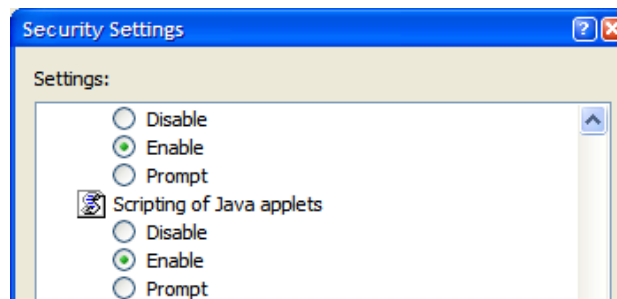 Security Settings
Settings:
Disable
Enable
Prompt
Scripting of Java applets
Disable
Enable
Prompt